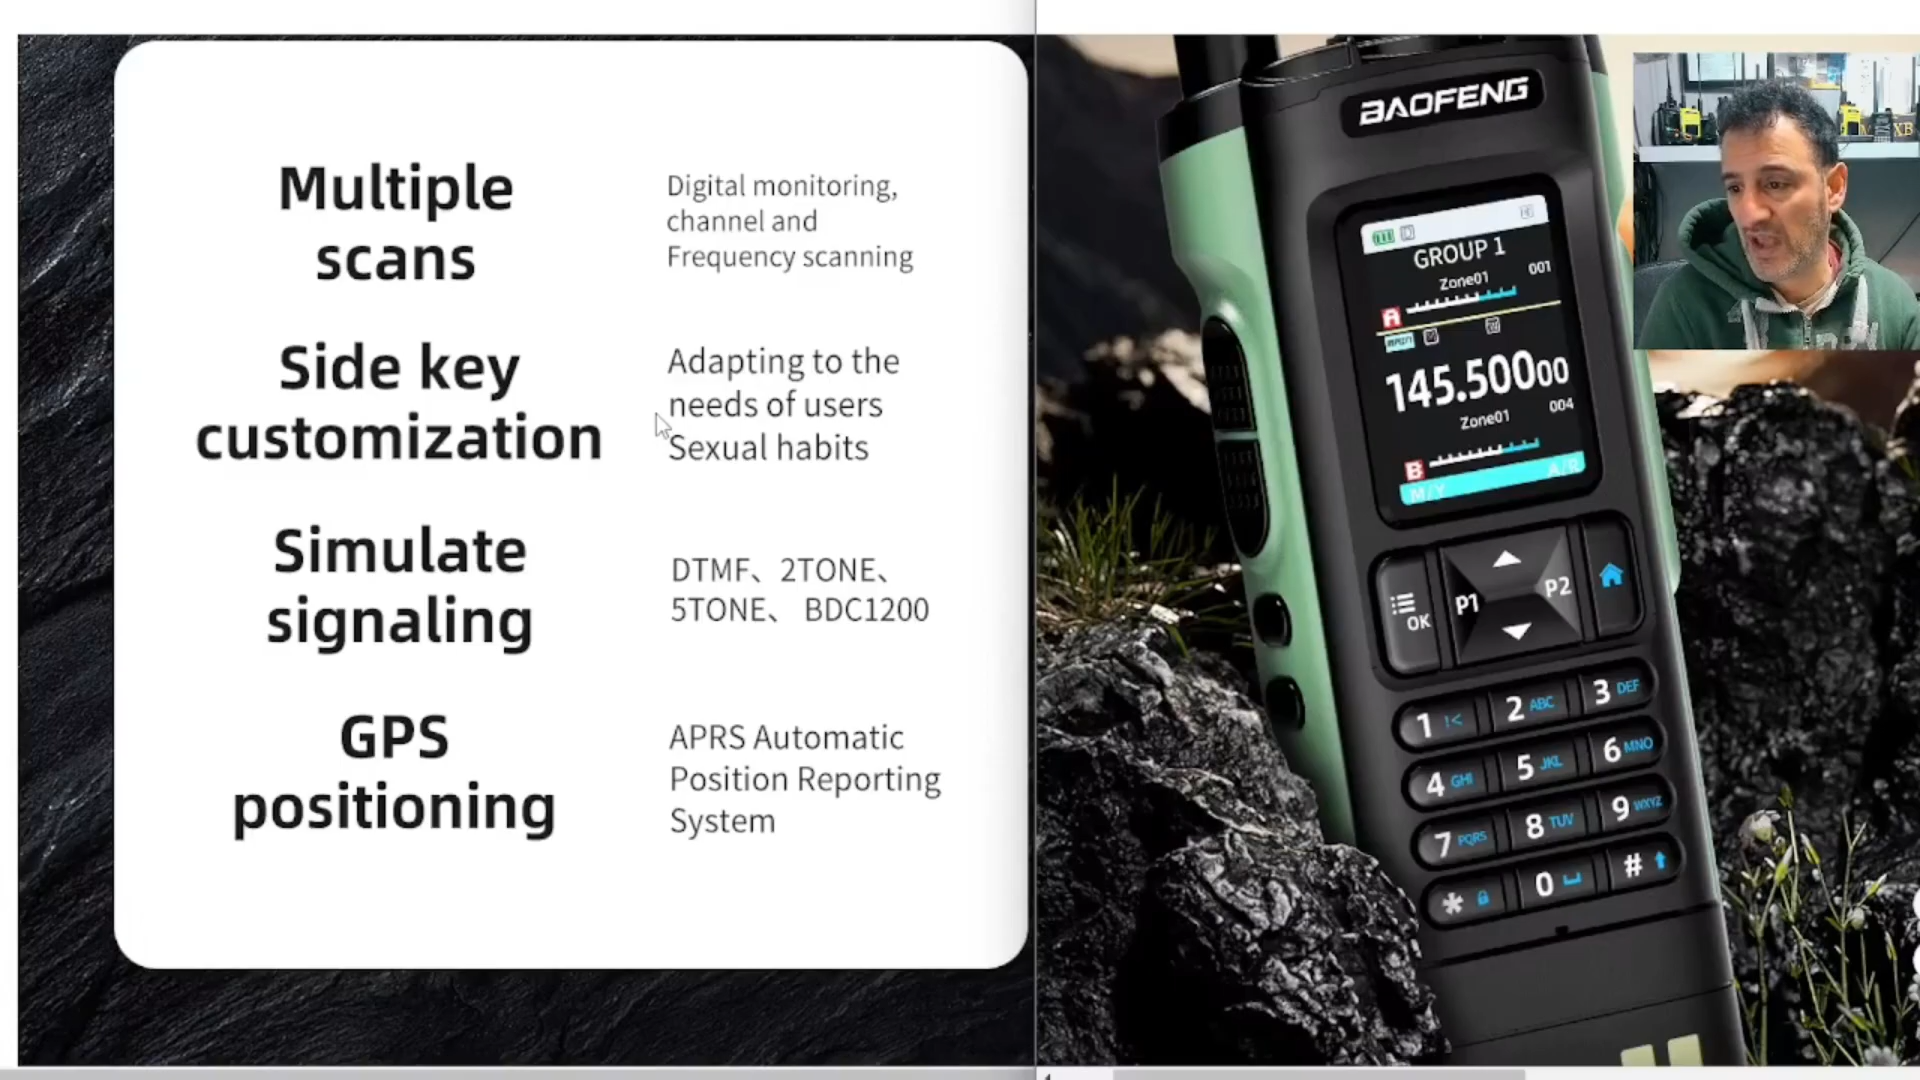 Multiple
scans
Digital monitoring,
channel and
Frequency scanning
Side key
customization
Adapting to the
needs of users
Sexual habits
Simulate
signaling
DTMF、2TONE、
5TONE、 BDC1200
GPS
positioning
APRS Automatic
Position Reporting
System
BAOFENG
GROUP 1
Zone01 001
A
145.50000
Zone01 004
B
M/Y A/R
OK P1 P2
1 !< 2 ABC 3 DEF
4 GHI 5 JKL 6 MNO
7 PQRS 8 TUV 9 WXYZ
* 0 #
XB